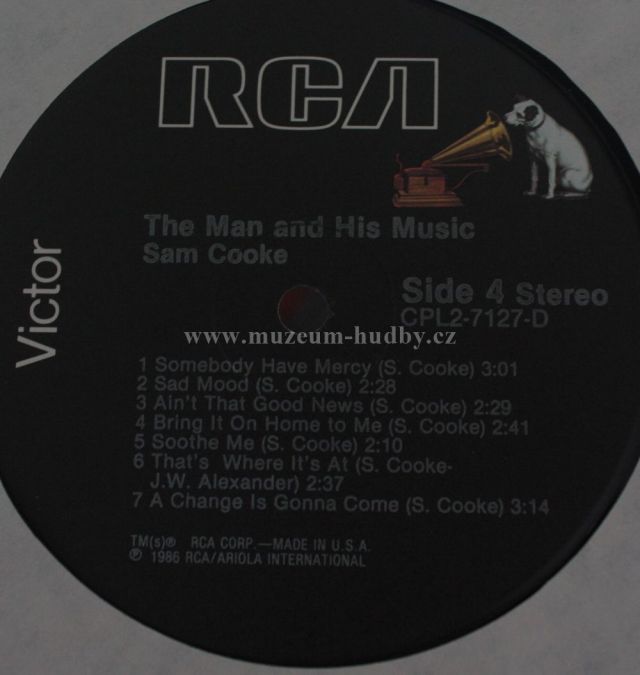 RCA
Victor
The Man and His Music
Sam Cooke
Side 4 Stereo
CPL2-7127-D
www.muzeum-hudby.cz
1 Somebody Have Mercy (S. Cooke) 3:01
2 Sad Mood (S. Cooke) 2:28
3 Ain't That Good News (S. Cooke) 2:29
4 Bring It On Home to Me (S. Cooke) 2:41
5 Soothe Me (S. Cooke) 2:10
6 That's Where It's At (S. Cooke-
J.W. Alexander) 2:37
7 A Change Is Gonna Come (S. Cooke) 3:14
TM(s)® RCA CORP.—MADE IN U.S.A.
℗ 1986 RCA/ARIOLA INTERNATIONAL